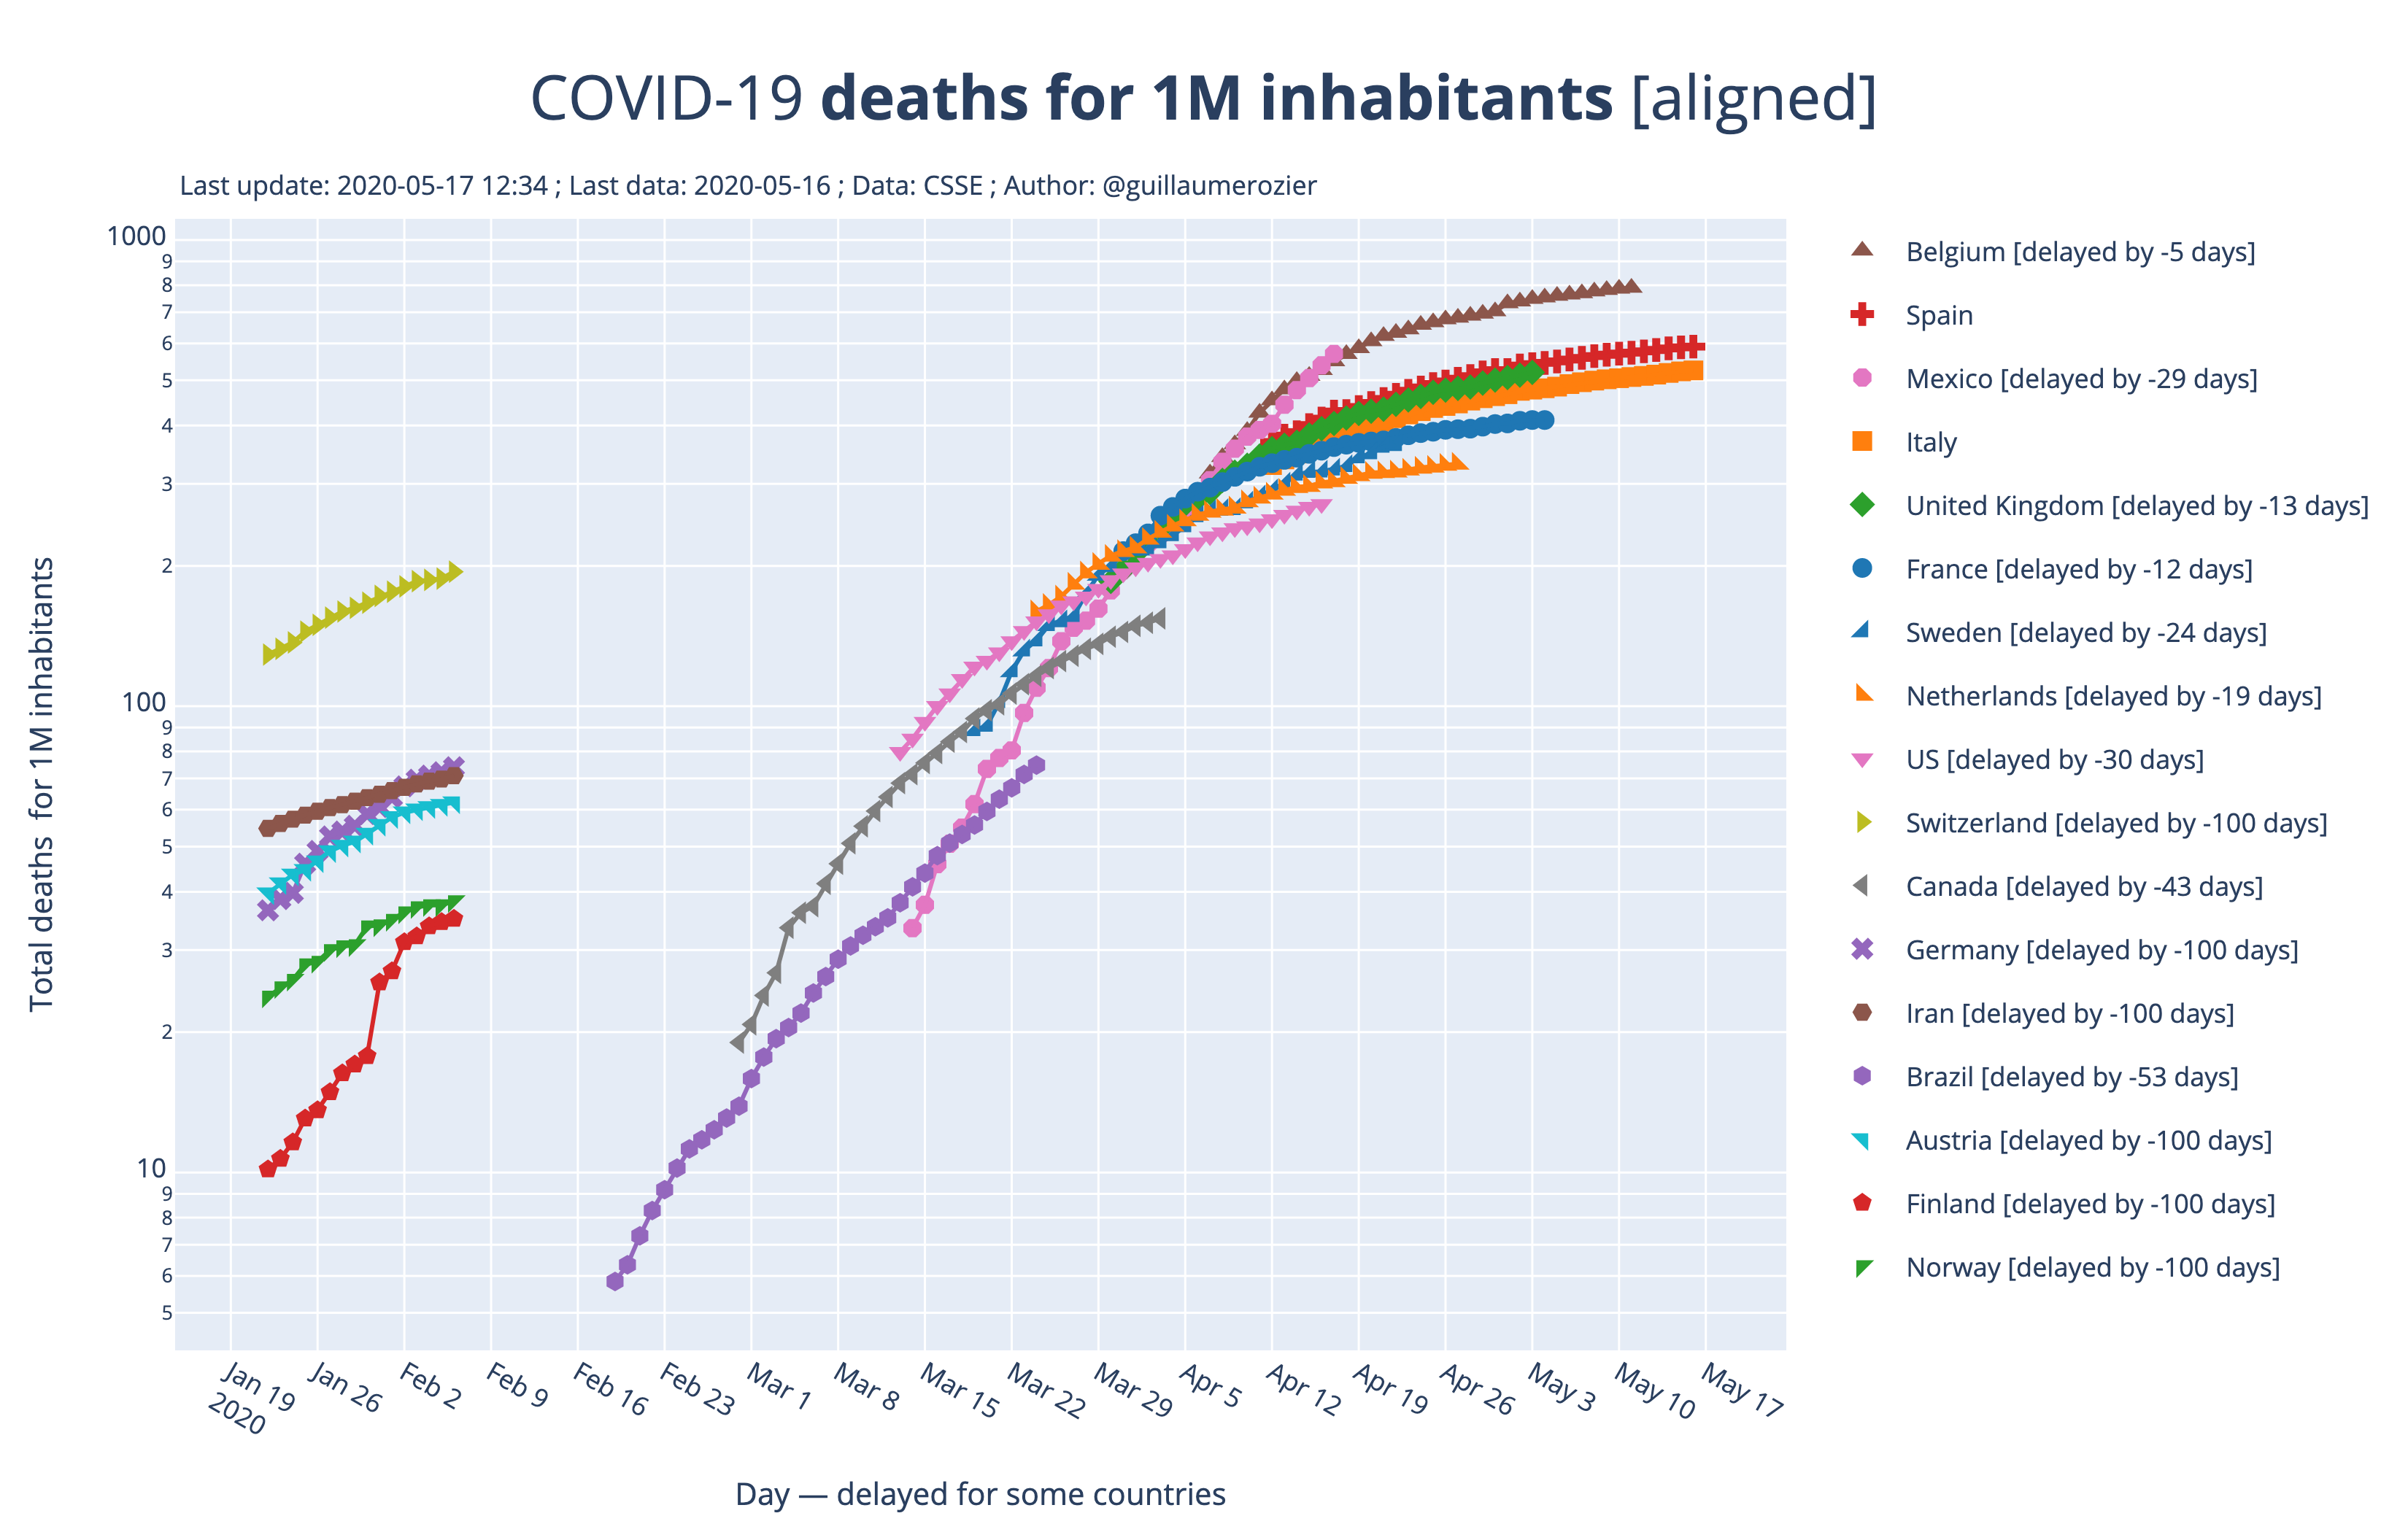 COVID-19 deaths for 1M inhabitants [aligned]
Last update: 2020-05-17 12:34 ; Last data: 2020-05-16 ; Data: CSSE ; Author: @guillaumerozier
Total deaths for 1M inhabitants
1000
9
8
7
6
5
4
3
2
100
9
8
7
6
5
4
3
2
10
9
8
7
6
5
Jan 19
2020
Jan 26
Feb 2
Feb 9
Feb 16
Feb 23
Mar 1
Mar 8
Mar 15
Mar 22
Mar 29
Apr 5
Apr 12
Apr 19
Apr 26
May 3
May 10
May 17
Day — delayed for some countries
Belgium [delayed by -5 days]
Spain
Mexico [delayed by -29 days]
Italy
United Kingdom [delayed by -13 days]
France [delayed by -12 days]
Sweden [delayed by -24 days]
Netherlands [delayed by -19 days]
US [delayed by -30 days]
Switzerland [delayed by -100 days]
Canada [delayed by -43 days]
Germany [delayed by -100 days]
Iran [delayed by -100 days]
Brazil [delayed by -53 days]
Austria [delayed by -100 days]
Finland [delayed by -100 days]
Norway [delayed by -100 days]